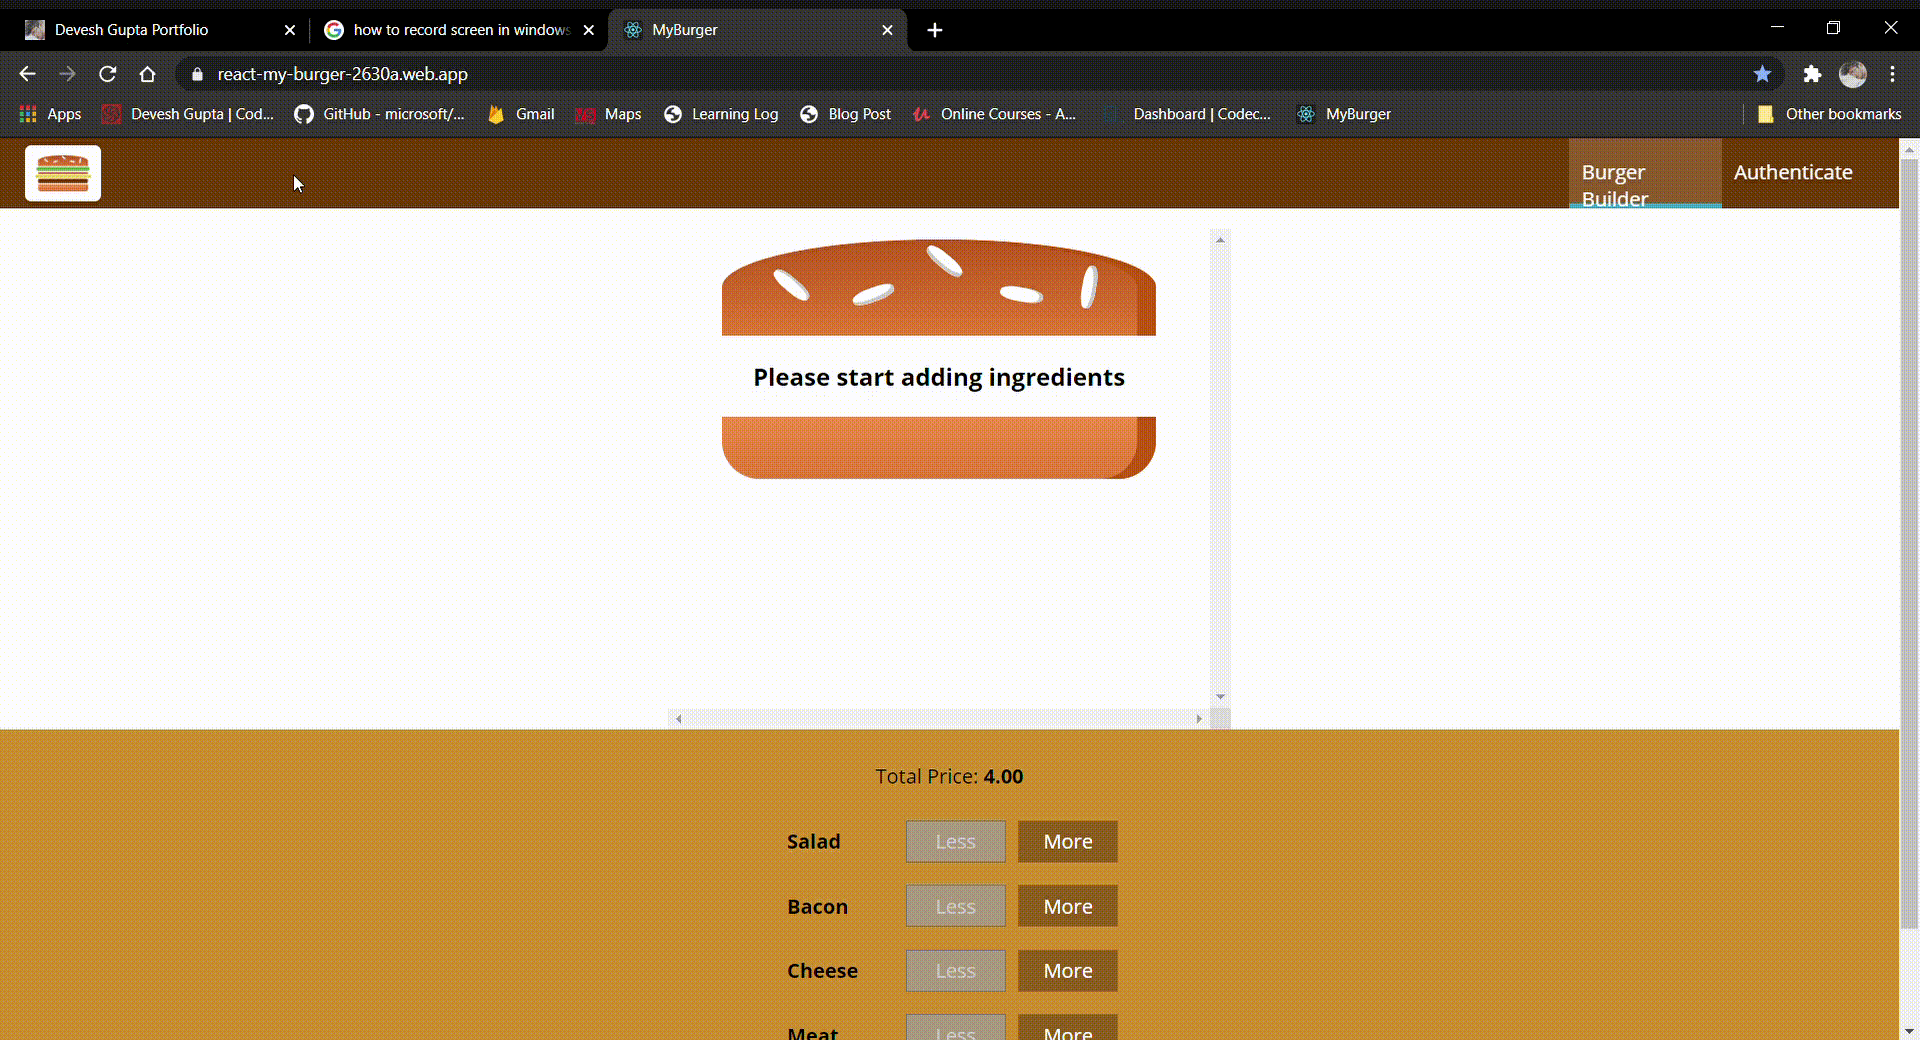 Devesh Gupta Portfolio
how to record screen in windows
MyBurger
react-my-burger-2630a.web.app
Apps
Devesh Gupta | Cod...
GitHub - microsoft/...
Gmail
Maps
Learning Log
Blog Post
Online Courses - A...
Dashboard | Codec...
MyBurger
Other bookmarks
Burger
Builder
Authenticate
Please start adding ingredients
Total Price: 4.00
Salad Less More
Bacon Less More
Cheese Less More
Meat Less More